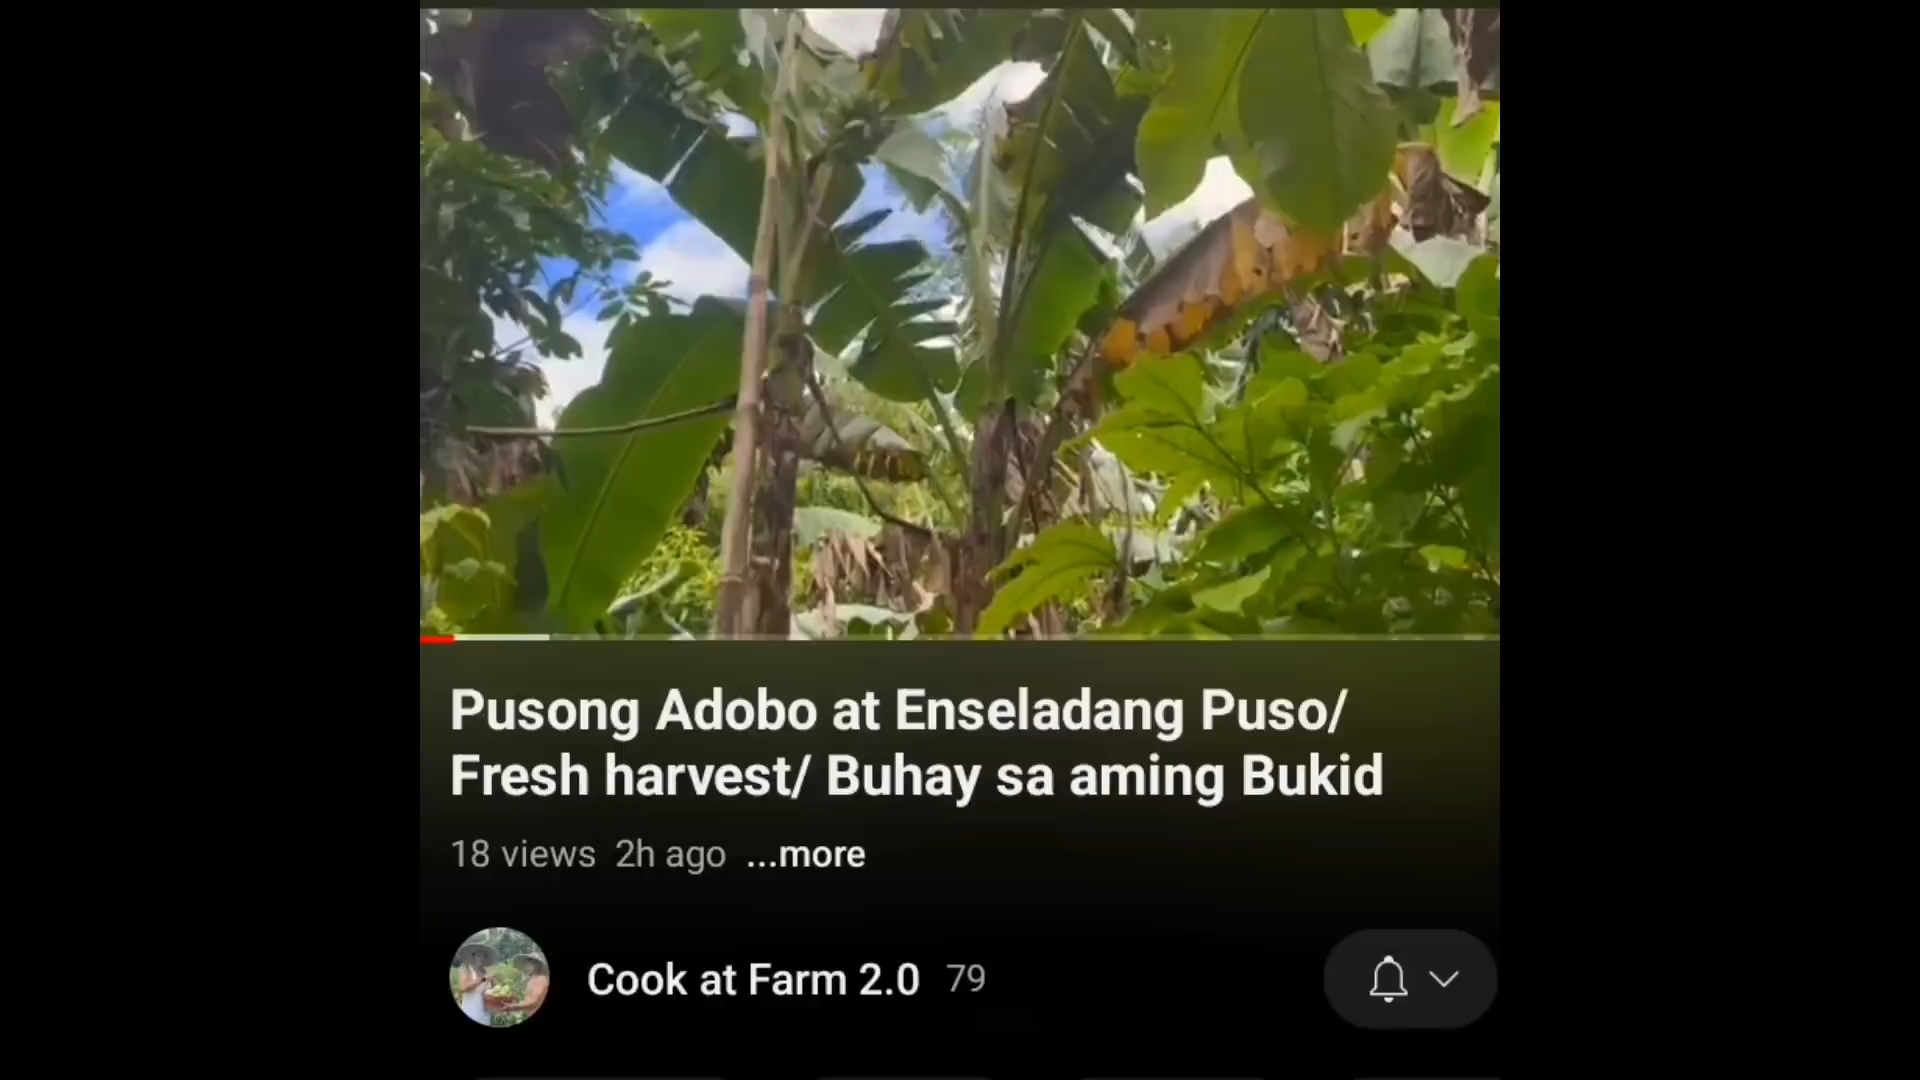 Pusong Adobo at Enseladang Puso/
Fresh harvest/ Buhay sa aming Bukid
18 views 2h ago ...more
Cook at Farm 2.0 79